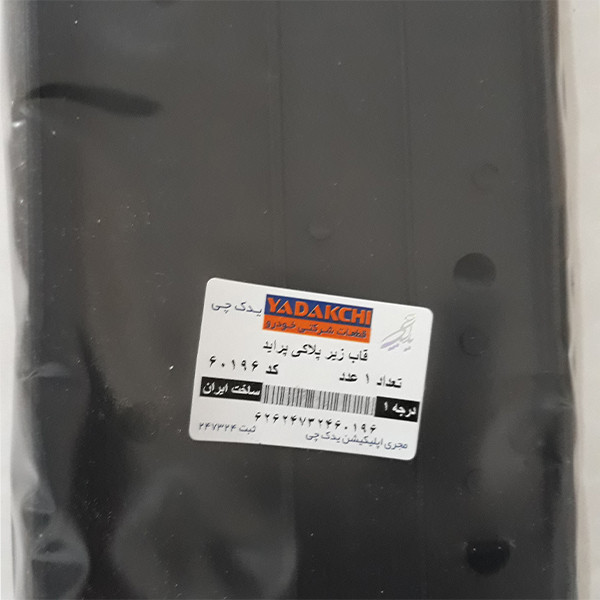 یدک چی YADAKCHI
قطعات شرکتی خودرو
قاب زیر پلاکی پراید
تعداد ۱ عدد کد ۶۰۱۹۶
درجه ۱ ساخت ایران
۶۲۶۲۴۷۳۲۴۶۰۱۹۶
مجری اپلیکیشن یدک چی ثبت ۲۴۷۳۲۴